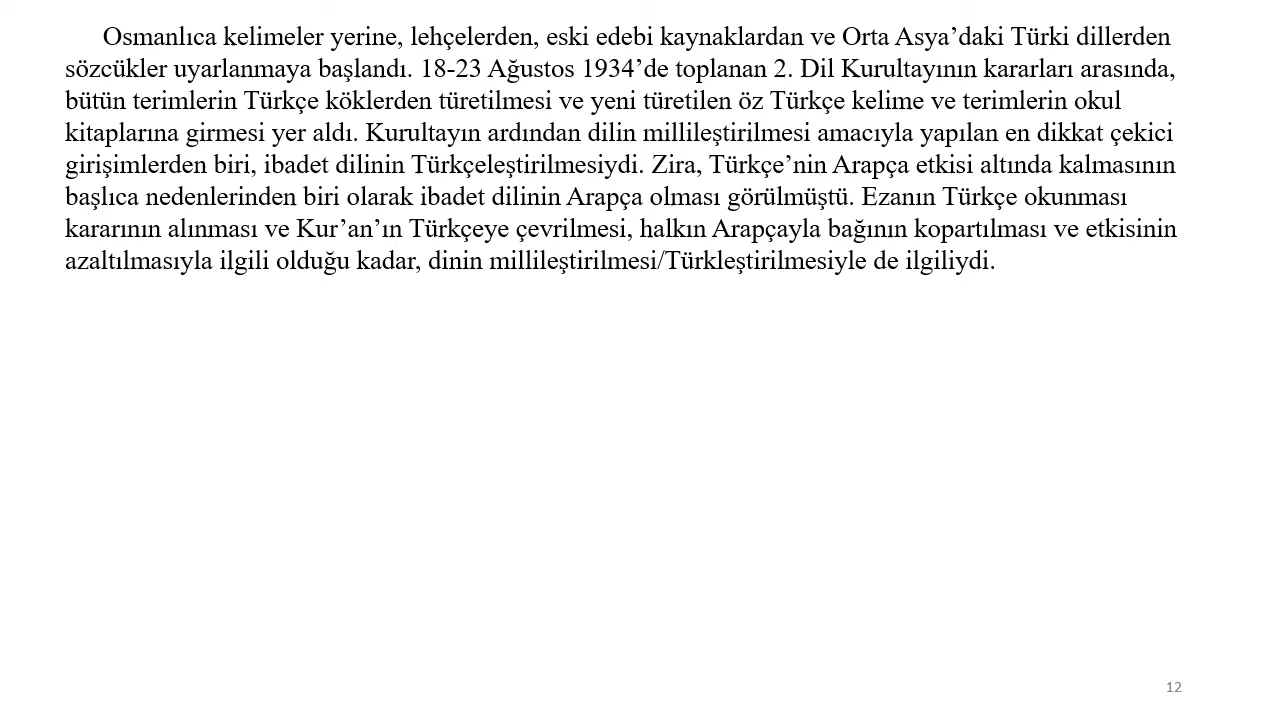 Osmanlıca kelimeler yerine, lehçelerden, eski edebi kaynaklardan ve Orta Asya’daki Türki dillerden
sözcükler uyarlanmaya başlandı. 18-23 Ağustos 1934’de toplanan 2. Dil Kurultayının kararları arasında,
bütün terimlerin Türkçe köklerden türetilmesi ve yeni türetilen öz Türkçe kelime ve terimlerin okul
kitaplarına girmesi yer aldı. Kurultayın ardından dilin millileştirilmesi amacıyla yapılan en dikkat çekici
girişimlerden biri, ibadet dilinin Türkçeleştirilmesiydi. Zira, Türkçe’nin Arapça etkisi altında kalmasının
başlıca nedenlerinden biri olarak ibadet dilinin Arapça olması görülmüştü. Ezanın Türkçe okunması
kararının alınması ve Kur’an’ın Türkçeye çevrilmesi, halkın Arapçayla bağının kopartılması ve etkisinin
azaltılmasıyla ilgili olduğu kadar, dinin millileştirilmesi/Türkleştirilmesiyle de ilgiliydi.
12